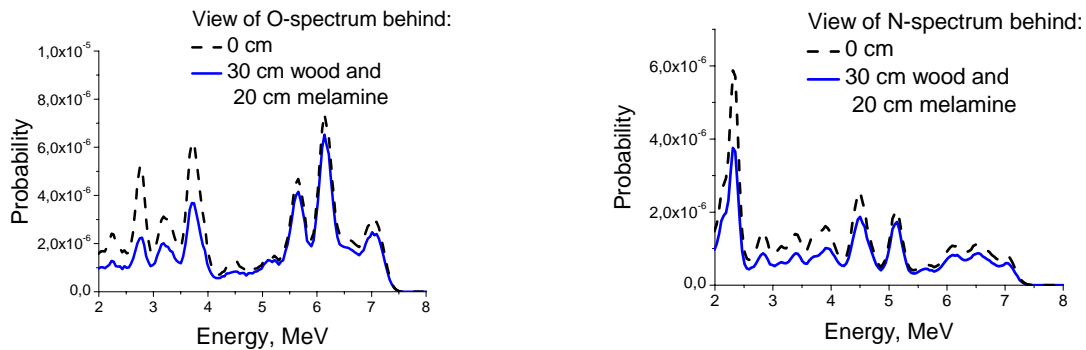 View of O-spectrum behind:
0 cm
30 cm wood and
20 cm melamine
1,0x10-5
8,0x10-6
6,0x10-6
4,0x10-6
2,0x10-6
0,0
Probability
2 3 4 5 6 7 8
Energy, MeV
View of N-spectrum behind:
0 cm
30 cm wood and
20 cm melamine
6,0x10-6
4,0x10-6
2,0x10-6
0,0
Probability
2 3 4 5 6 7 8
Energy, MeV